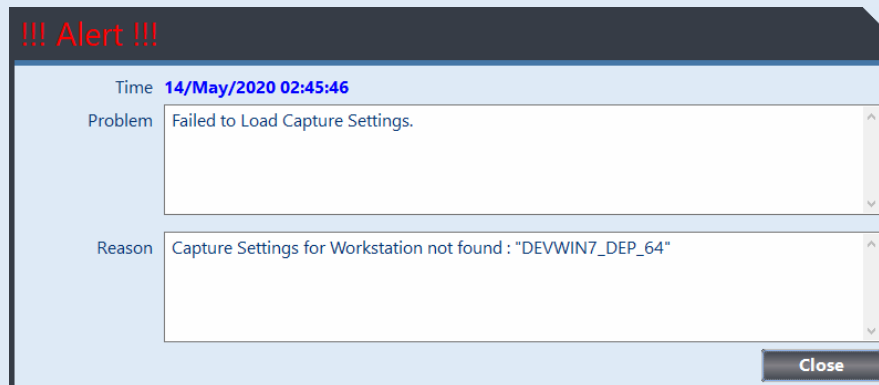 !!! Alert !!!
Time 14/May/2020 02:45:46
Problem Failed to Load Capture Settings.
Reason Capture Settings for Workstation not found : "DEVWIN7_DEP_64"
Close